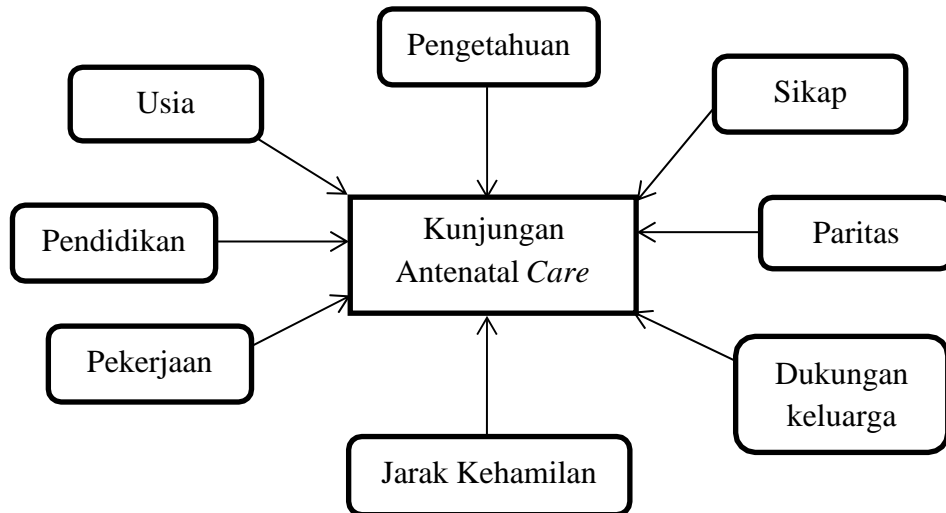 Pengetahuan
Usia
Sikap
Pendidikan
Kunjungan
Antenatal Care
Paritas
Pekerjaan
Dukungan
keluarga
Jarak Kehamilan